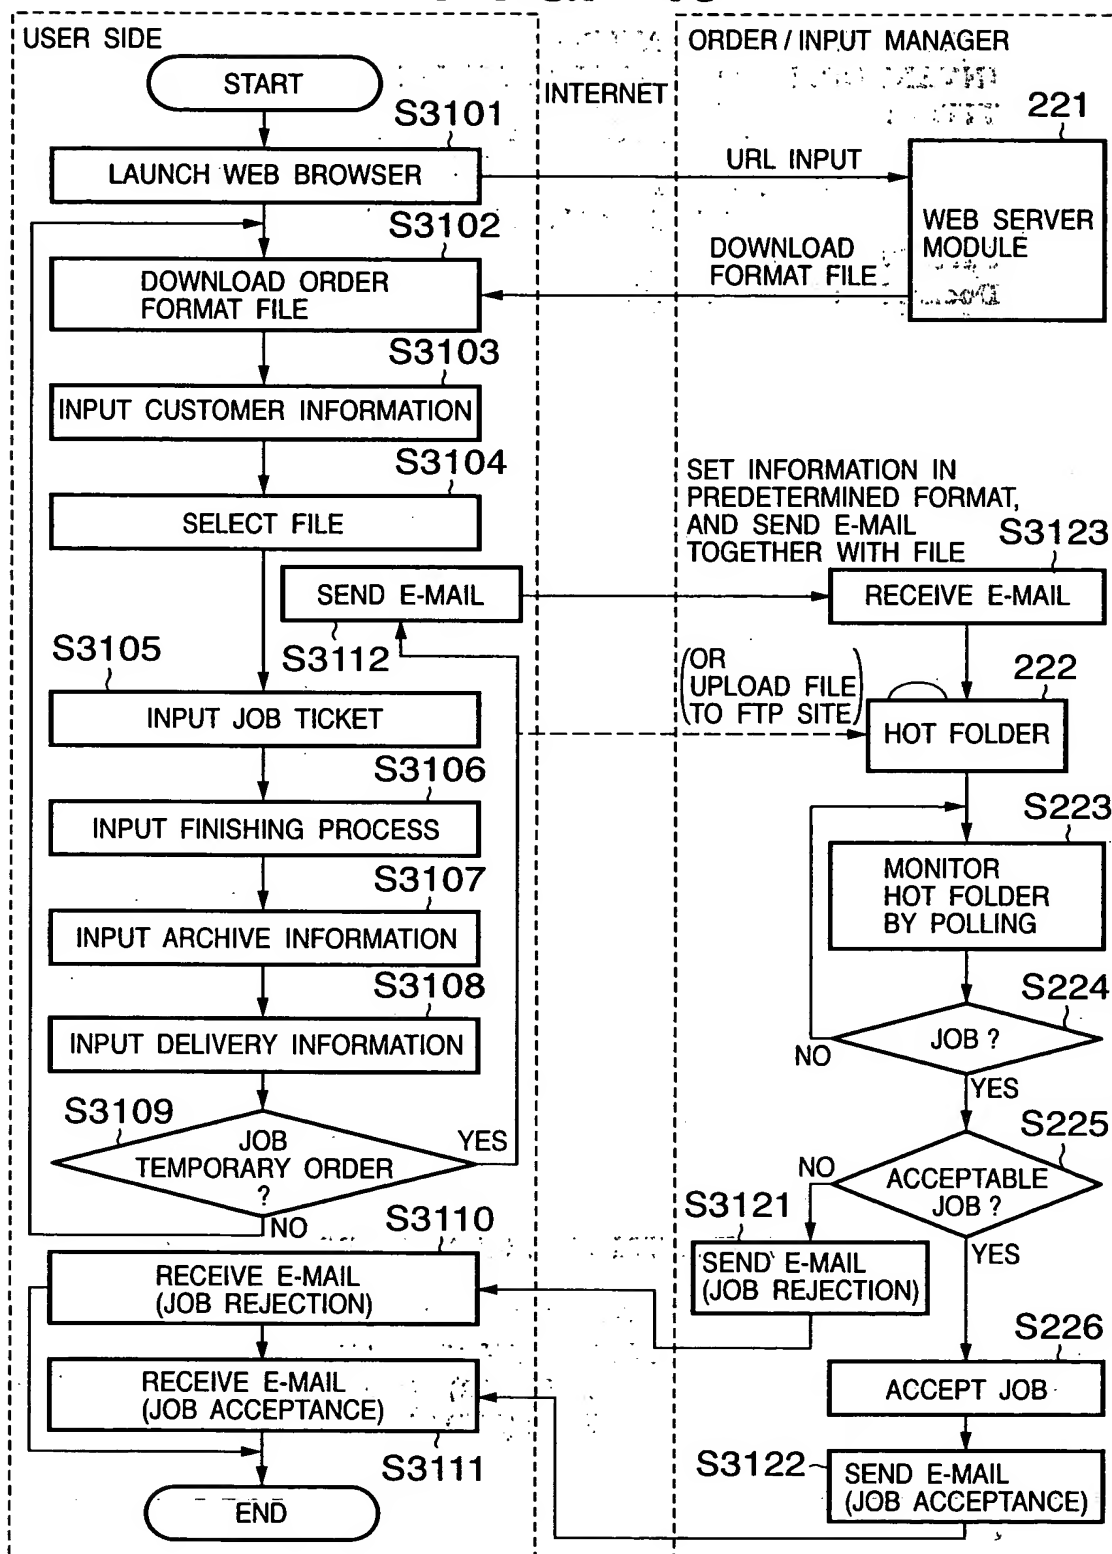 USER SIDE
START
S3101
LAUNCH WEB BROWSER
S3102
DOWNLOAD ORDER
FORMAT FILE
S3103
INPUT CUSTOMER INFORMATION
S3104
SELECT FILE
SEND E-MAIL
S3112
S3105
INPUT JOB TICKET
S3106
INPUT FINISHING PROCESS
S3107
INPUT ARCHIVE INFORMATION
S3108
INPUT DELIVERY INFORMATION
S3109
JOB
TEMPORARY ORDER
?
YES
NO
S3110
RECEIVE E-MAIL
(JOB REJECTION)
RECEIVE E-MAIL
(JOB ACCEPTANCE)
S3111
END
INTERNET
ORDER / INPUT MANAGER
221
URL INPUT
WEB SERVER
MODULE
DOWNLOAD
FORMAT FILE
SET INFORMATION IN
PREDETERMINED FORMAT,
AND SEND E-MAIL
TOGETHER WITH FILE
S3123
RECEIVE E-MAIL
(OR
UPLOAD FILE
TO FTP SITE)
222
HOT FOLDER
S223
MONITOR
HOT FOLDER
BY POLLING
S224
JOB ?
NO
YES
S225
ACCEPTABLE
JOB ?
NO
YES
S3121
SEND E-MAIL
(JOB REJECTION)
S226
ACCEPT JOB
S3122
SEND E-MAIL
(JOB ACCEPTANCE)